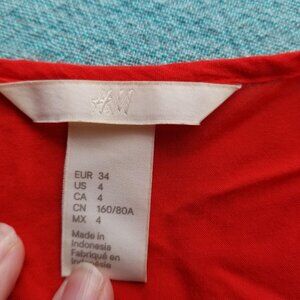 H&M
EUR 34
US 4
CA 4
CN 160/80A
MX 4
Made in
Indonesia
Fabriqué en